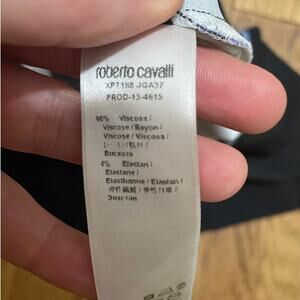 roberto cavalli
XPT188-JGA37
PROD-13-4615
96% Viscosa/
Viscose/Rayon/
Viscose/Viscosa/
Вискоза
4% Elastan/
Elastane/
Elasthanne/Elastan/
Эластан